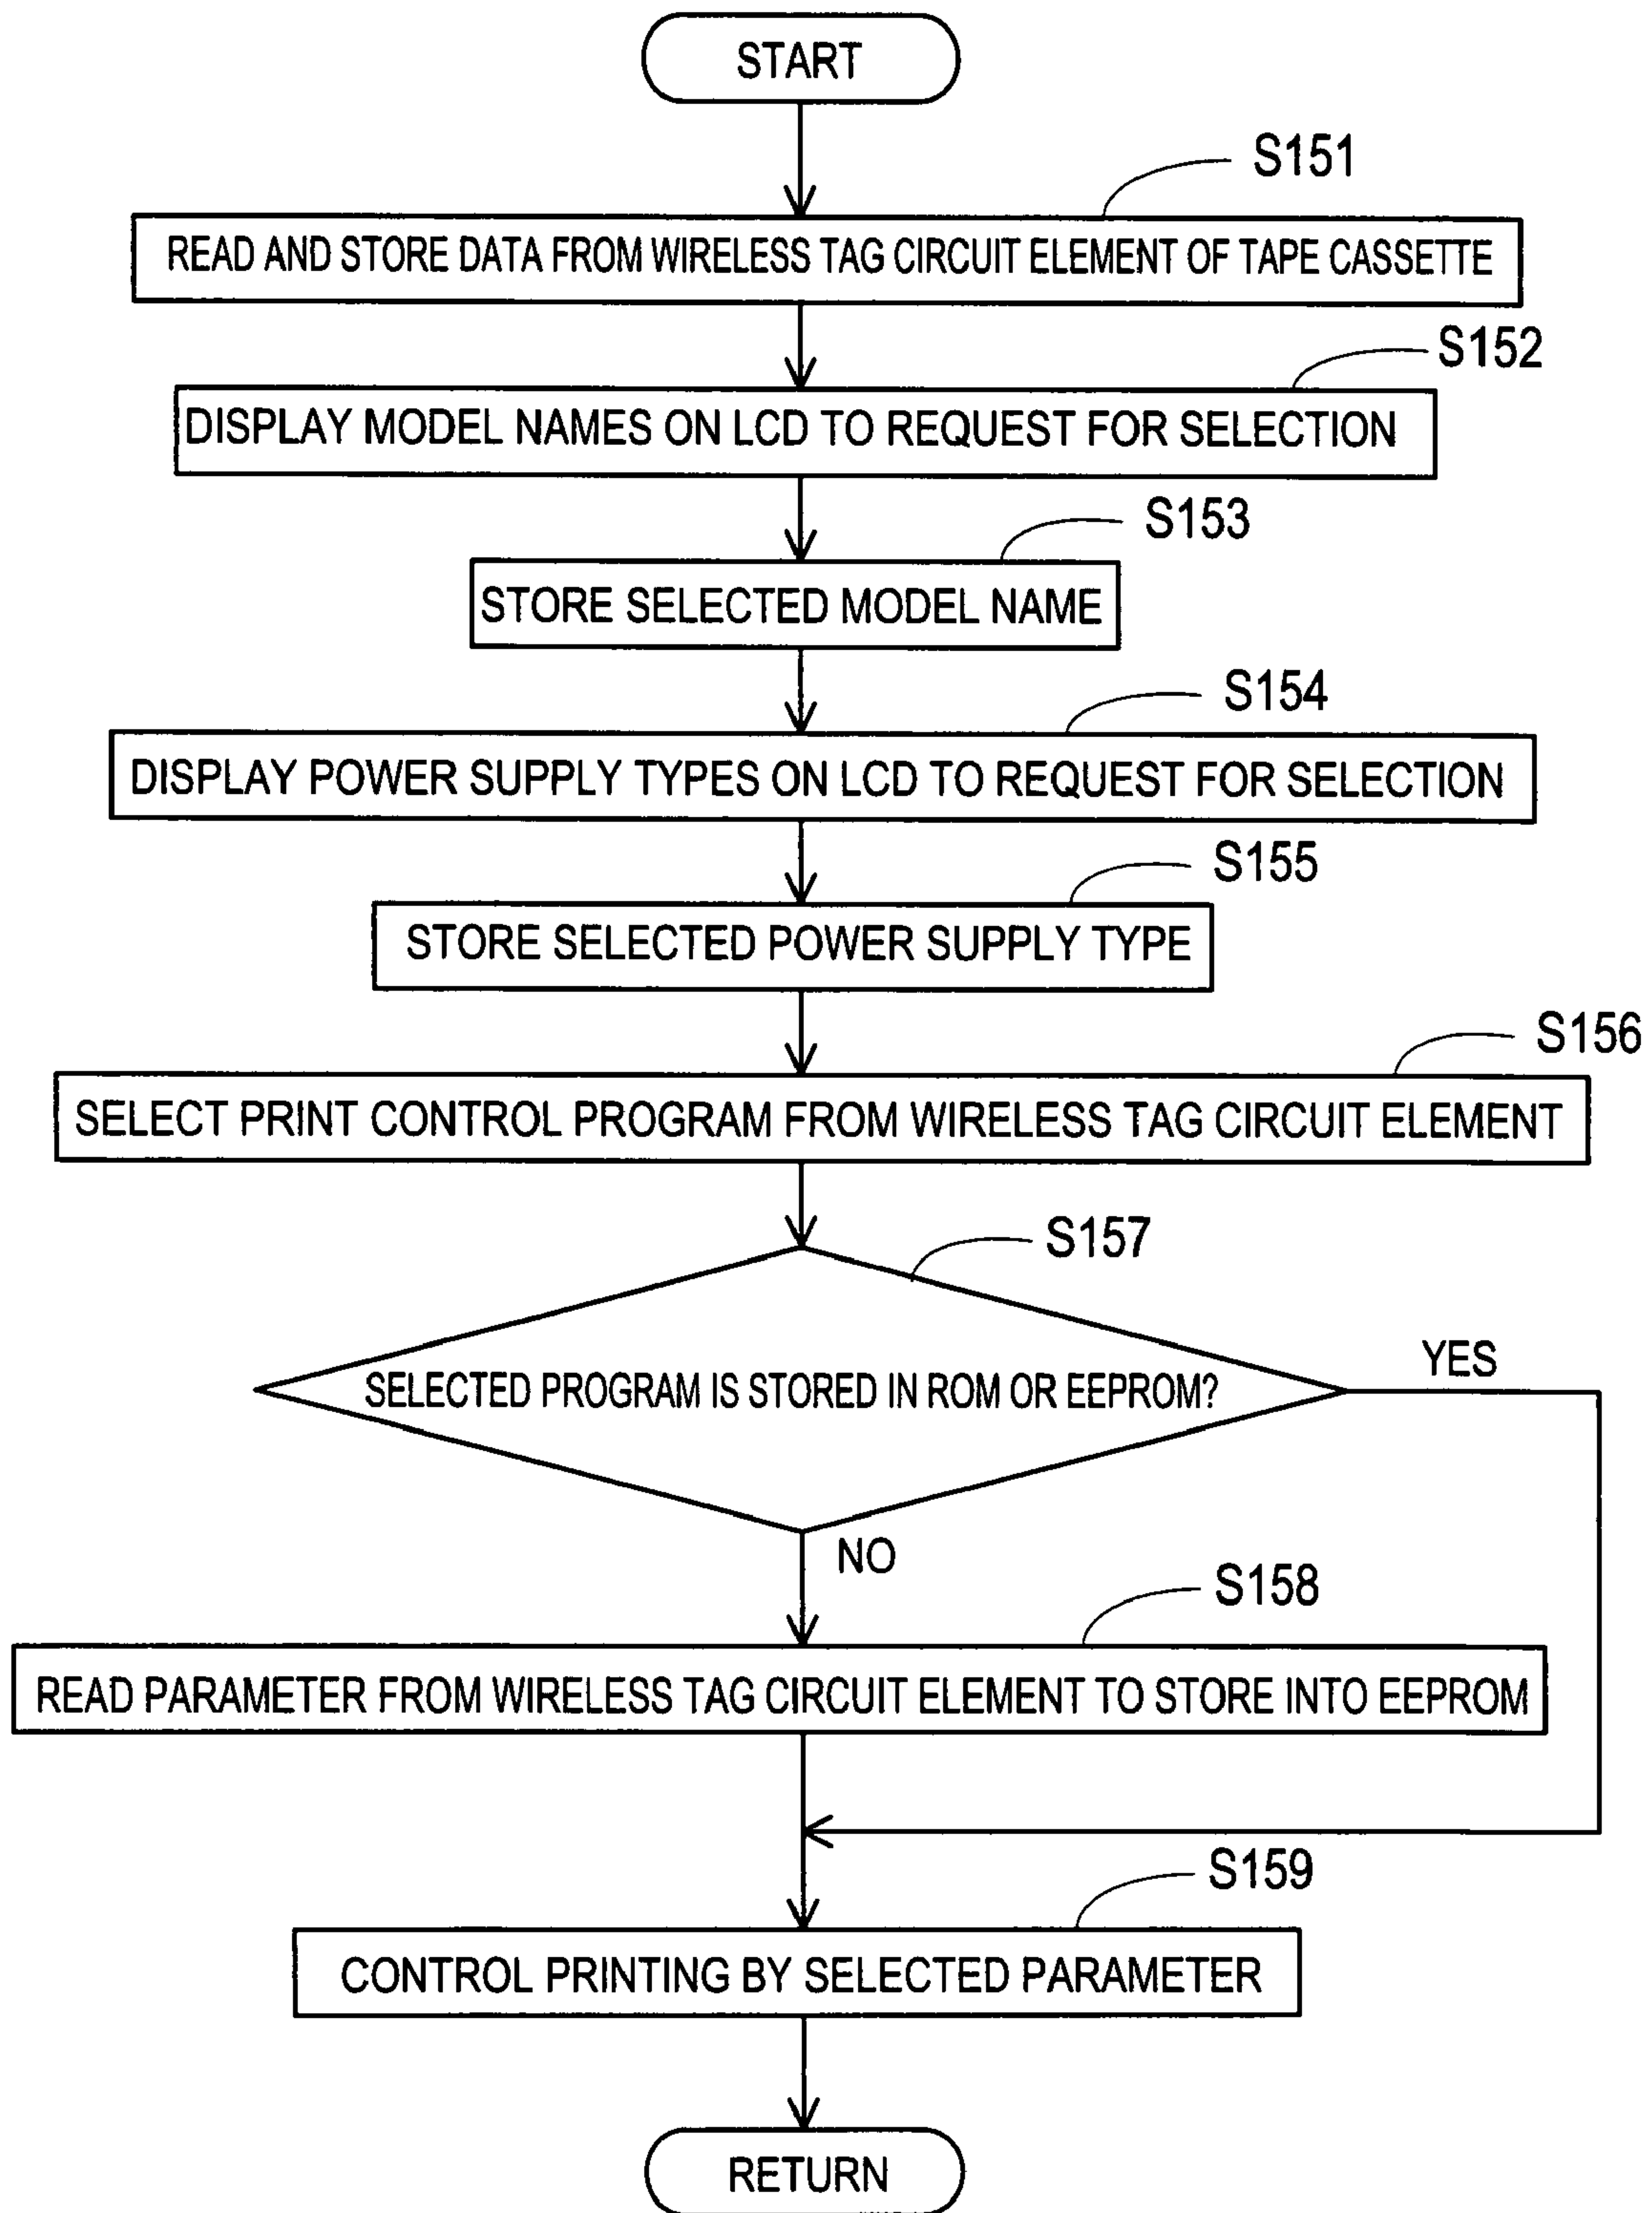 START
S151
READ AND STORE DATA FROM WIRELESS TAG CIRCUIT ELEMENT OF TAPE CASSETTE
S152
DISPLAY MODEL NAMES ON LCD TO REQUEST FOR SELECTION
S153
STORE SELECTED MODEL NAME
S154
DISPLAY POWER SUPPLY TYPES ON LCD TO REQUEST FOR SELECTION
S155
STORE SELECTED POWER SUPPLY TYPE
S156
SELECT PRINT CONTROL PROGRAM FROM WIRELESS TAG CIRCUIT ELEMENT
S157
SELECTED PROGRAM IS STORED IN ROM OR EEPROM?
YES
NO
S158
READ PARAMETER FROM WIRELESS TAG CIRCUIT ELEMENT TO STORE INTO EEPROM
S159
CONTROL PRINTING BY SELECTED PARAMETER
RETURN